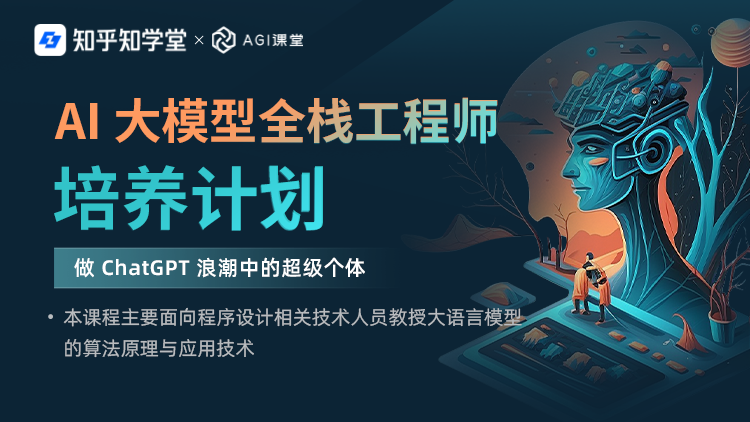 知乎知学堂 × AGI课堂
AI 大模型全栈工程师
培养计划
做 ChatGPT 浪潮中的超级个体
• 本课程主要面向程序设计相关技术人员教授大语言模型
的算法原理与应用技术